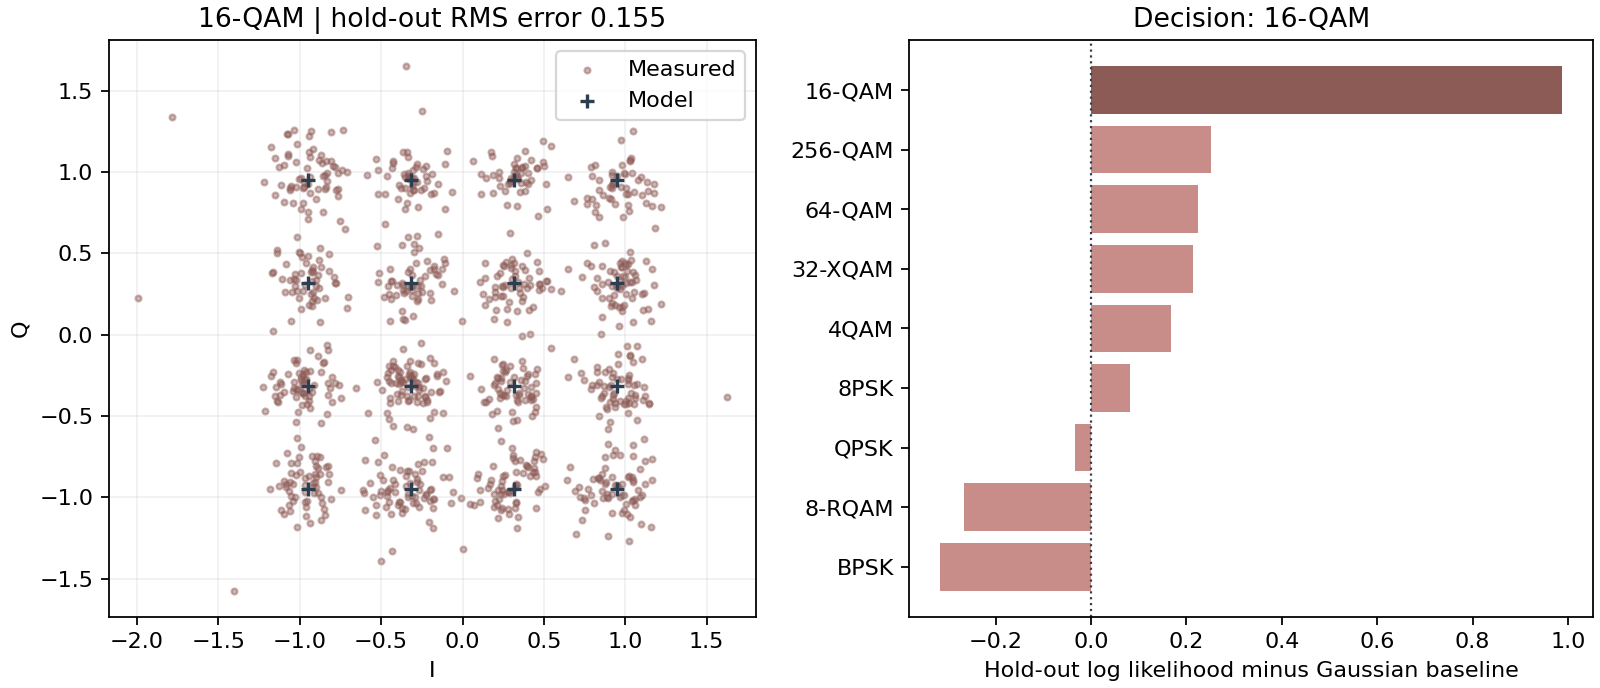 16-QAM | hold-out RMS error 0.155
Measured
Model
1.5
1.0
0.5
0.0
−0.5
−1.0
−1.5
Q
−2.0 −1.5 −1.0 −0.5 0.0 0.5 1.0 1.5
I
Decision: 16-QAM
16-QAM
256-QAM
64-QAM
32-XQAM
4QAM
8PSK
QPSK
8-RQAM
BPSK
−0.2 0.0 0.2 0.4 0.6 0.8 1.0
Hold-out log likelihood minus Gaussian baseline